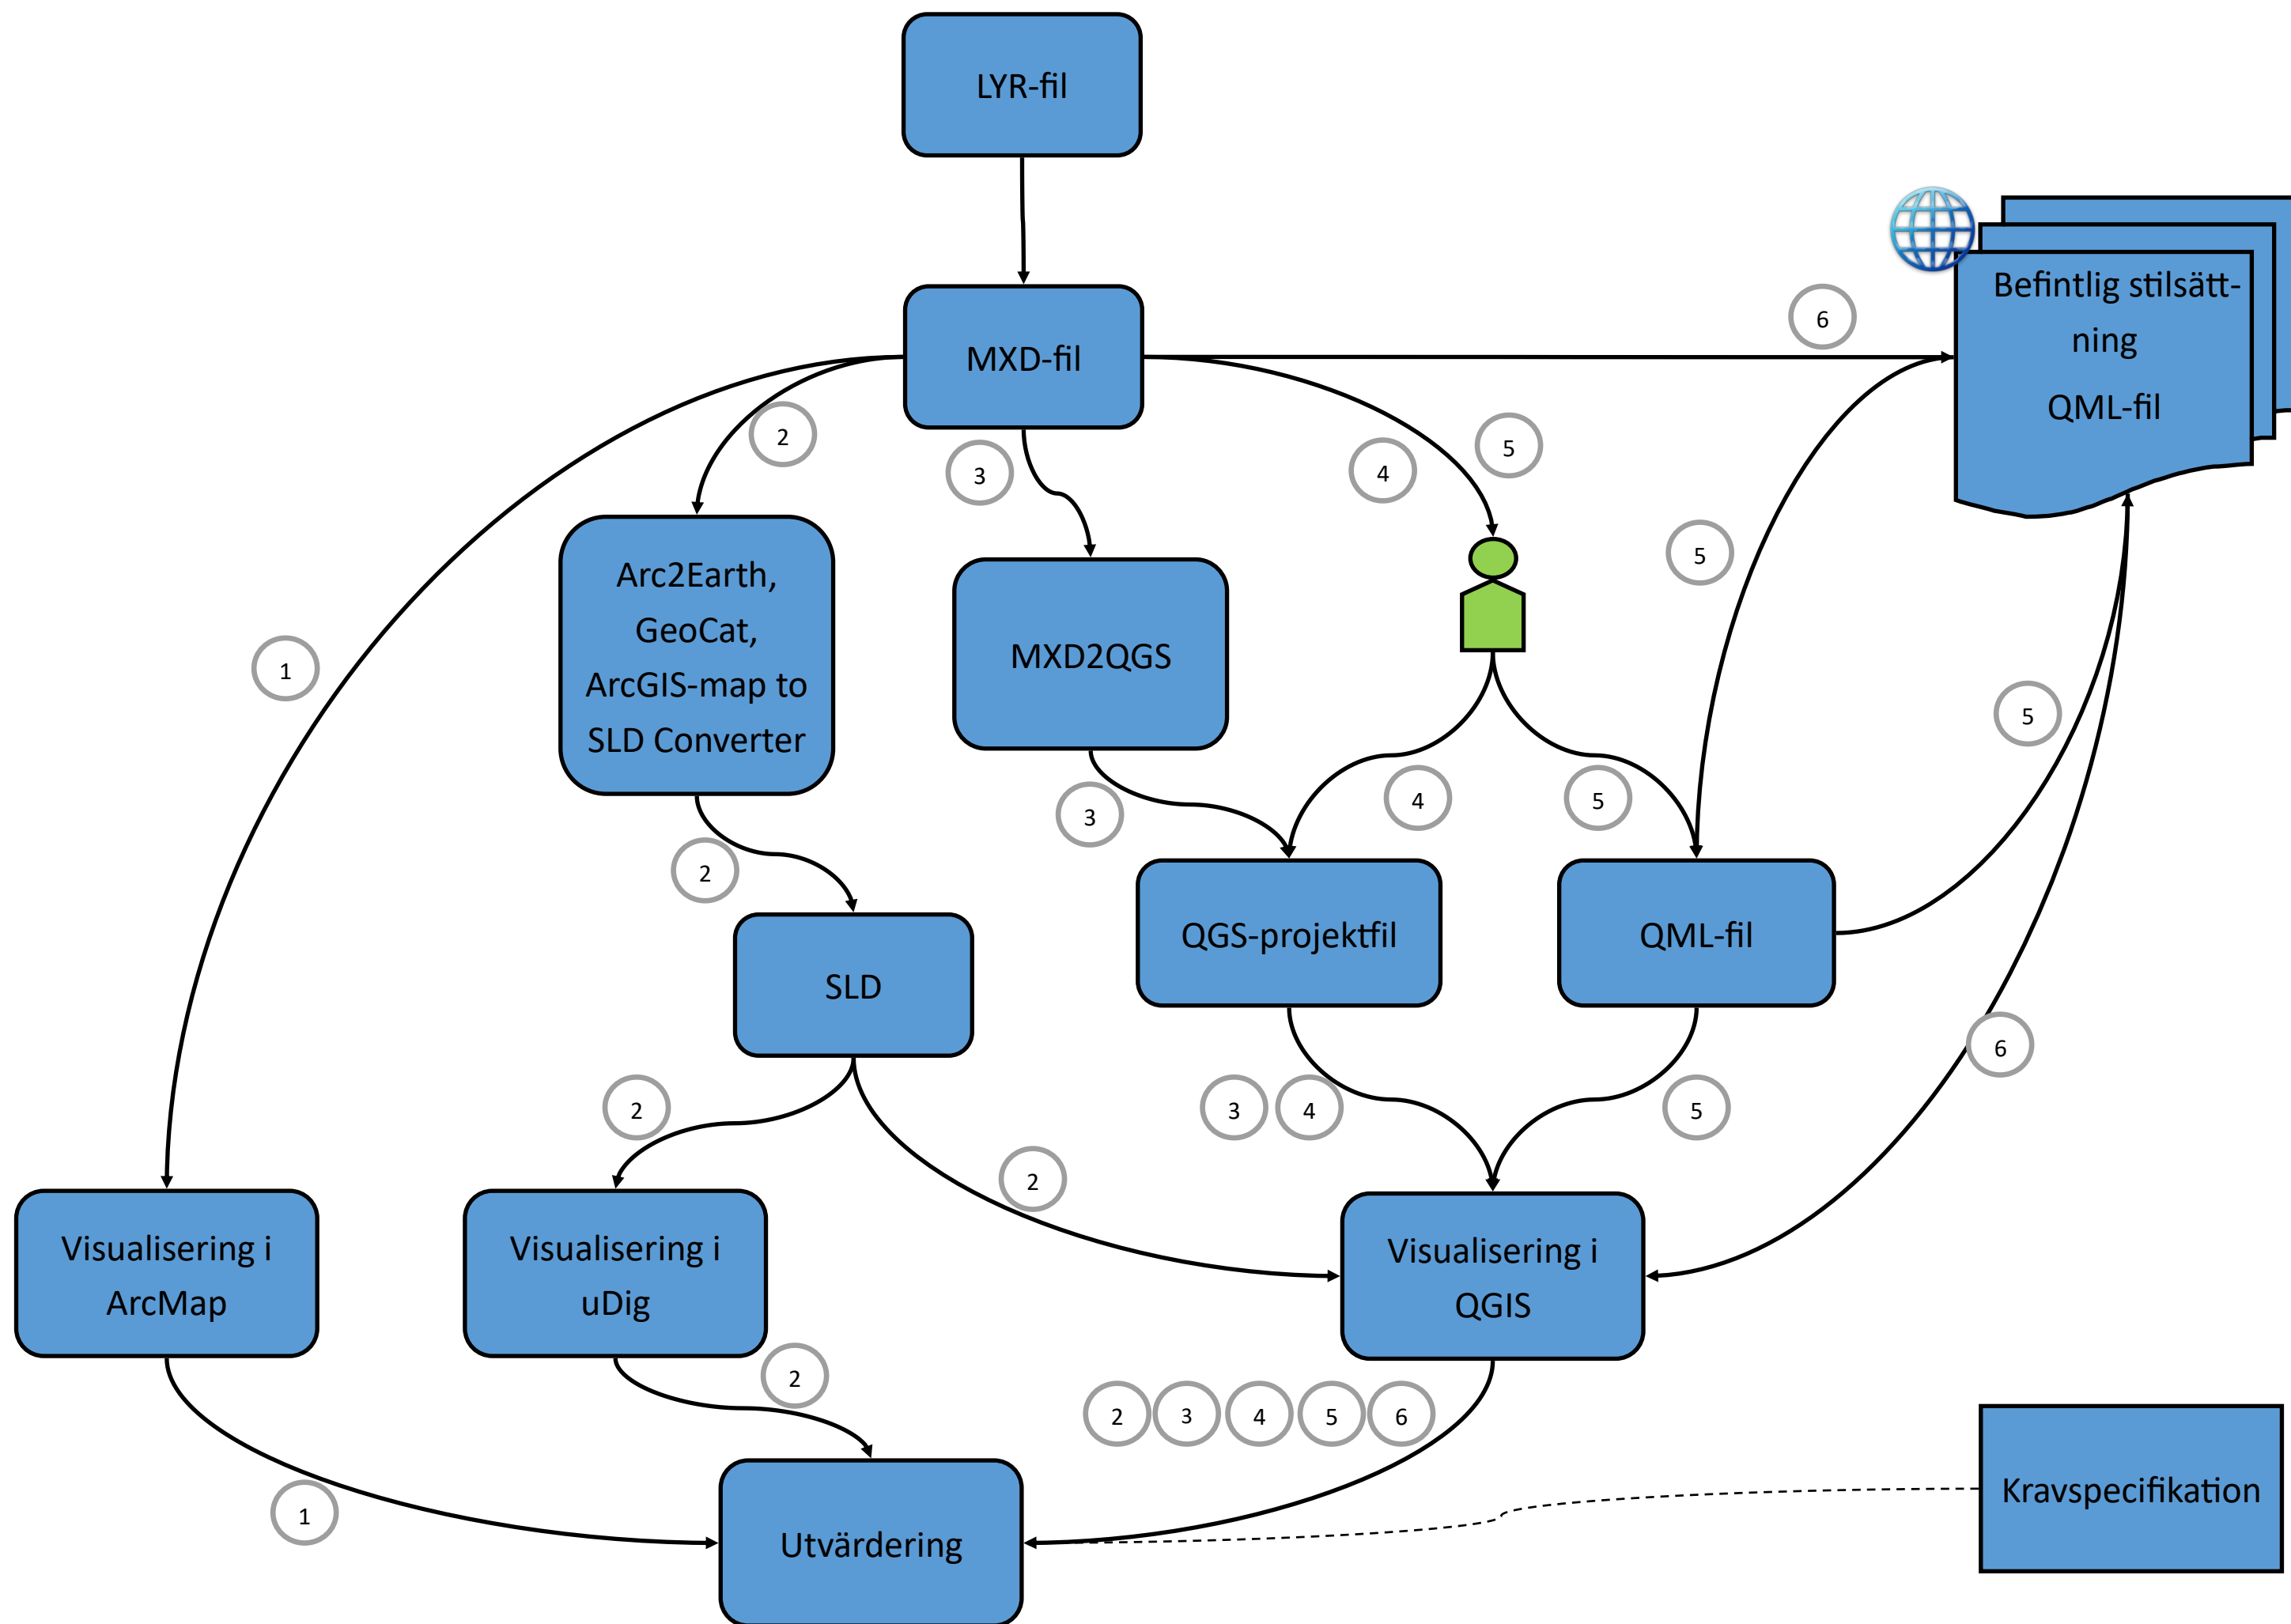 LYR-fil
MXD-fil
Befintlig stilsätt-
ning
QML-fil
6
2
3
4
5
5
Arc2Earth,
GeoCat,
ArcGIS-map to
SLD Converter
MXD2QGS
1
5
3
4
5
2
QGS-projektfil
QML-fil
SLD
6
2
3
4
5
2
Visualisering i
ArcMap
Visualisering i
uDig
Visualisering i
QGIS
2
2
3
4
5
6
1
Utvärdering
Kravspecifikation